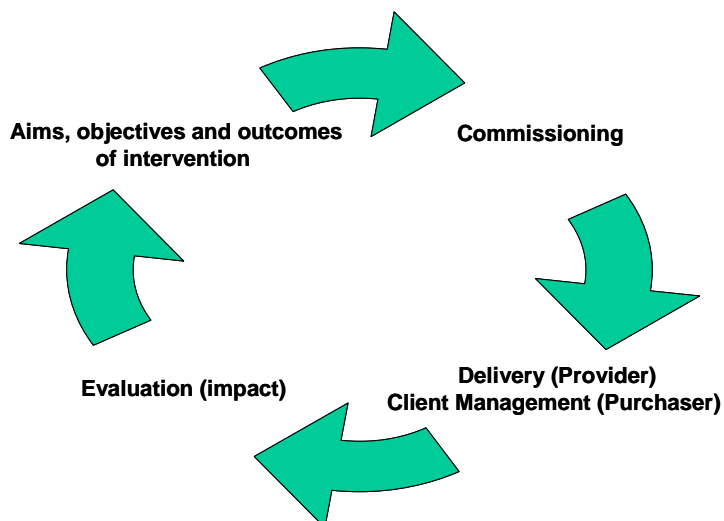 Aims, objectives and outcomes
of intervention
Commissioning
Delivery (Provider)
Client Management (Purchaser)
Evaluation (impact)